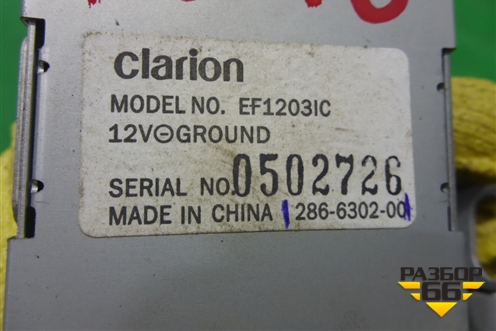 clarion
MODEL NO. EF1203IC
12V⊖GROUND
SERIAL NO. 0502726
MADE IN CHINA 286-6302-00
РАЗБОР
66